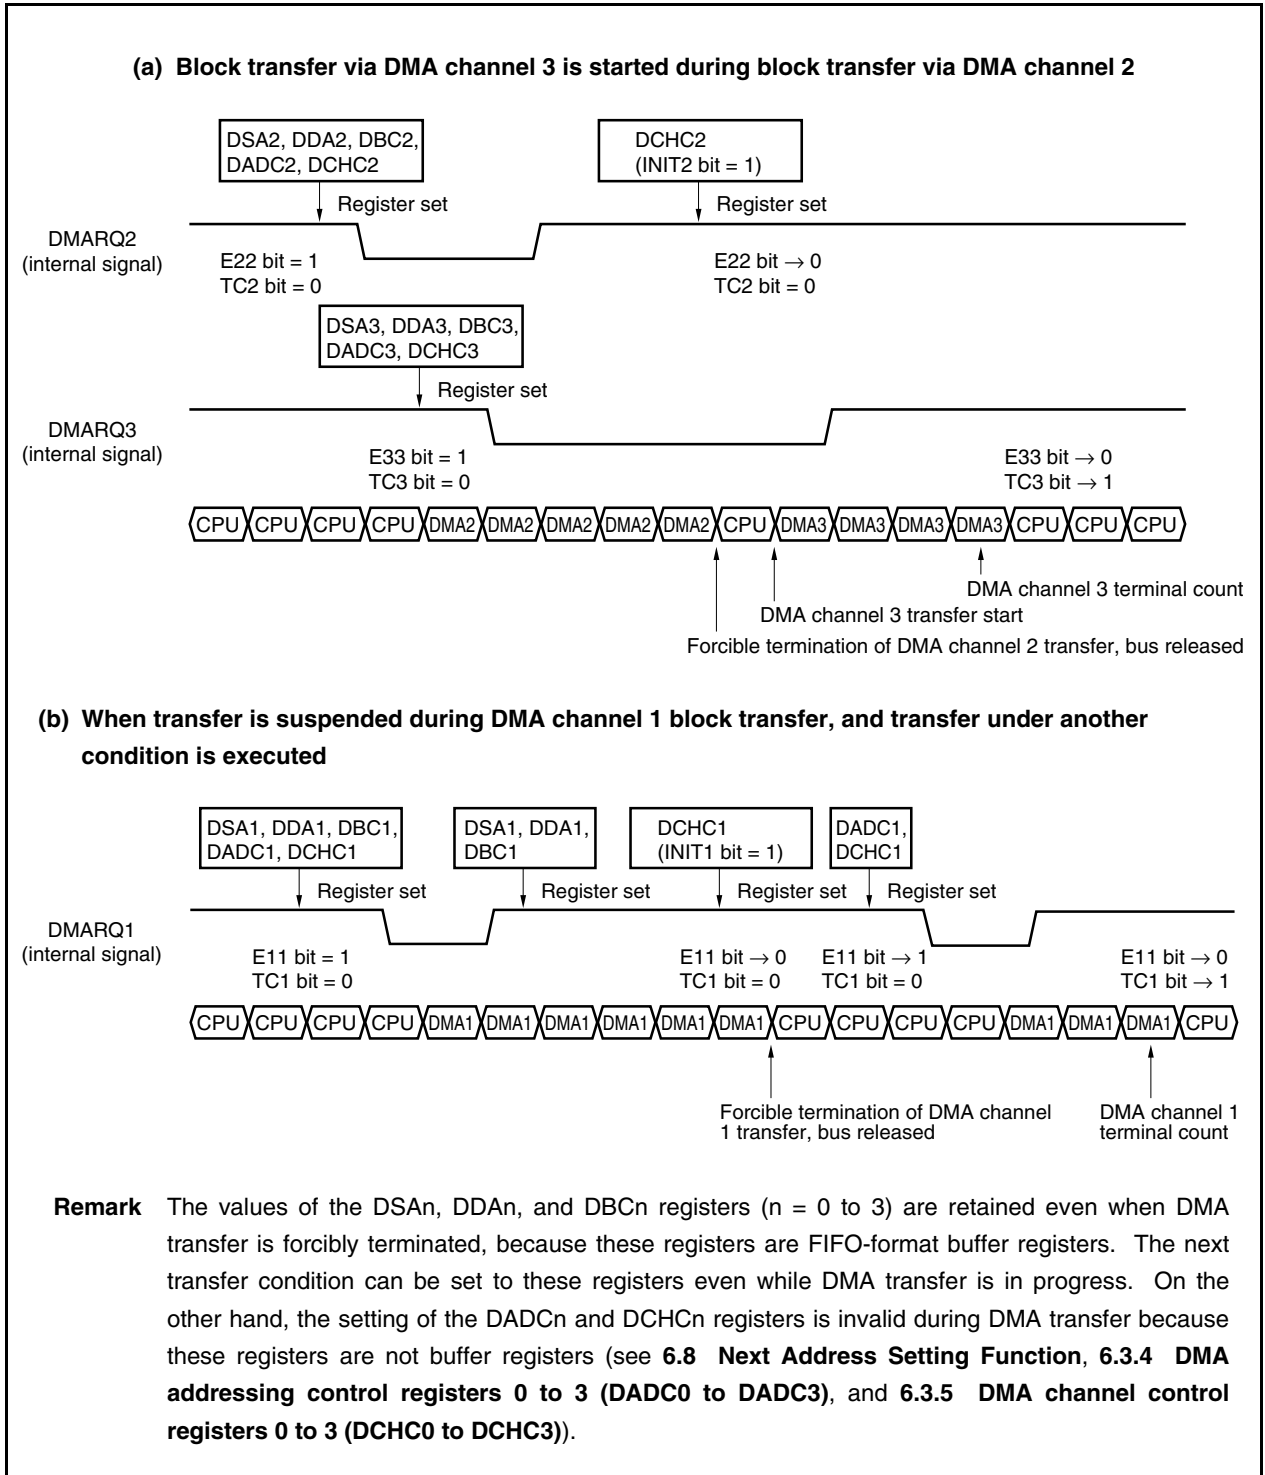 (a) Block transfer via DMA channel 3 is started during block transfer via DMA channel 2
DSA2, DDA2, DBC2,
DADC2, DCHC2
DCHC2
(INIT2 bit = 1)
Register set
Register set
DMARQ2
(internal signal)
E22 bit = 1
TC2 bit = 0
E22 bit → 0
TC2 bit = 0
DSA3, DDA3, DBC3,
DADC3, DCHC3
Register set
DMARQ3
(internal signal)
E33 bit = 1
TC3 bit = 0
E33 bit → 0
TC3 bit → 1
CPU CPU CPU CPU DMA2 DMA2 DMA2 DMA2 DMA2 CPU DMA3 DMA3 DMA3 DMA3 CPU CPU CPU
DMA channel 3 terminal count
DMA channel 3 transfer start
Forcible termination of DMA channel 2 transfer, bus released
(b) When transfer is suspended during DMA channel 1 block transfer, and transfer under another
condition is executed
DSA1, DDA1, DBC1,
DADC1, DCHC1
DSA1, DDA1,
DBC1
DCHC1
(INIT1 bit = 1)
DADC1,
DCHC1
Register set
Register set
Register set
Register set
DMARQ1
(internal signal)
E11 bit = 1
TC1 bit = 0
E11 bit → 0
TC1 bit = 0
E11 bit → 1
TC1 bit = 0
E11 bit → 0
TC1 bit → 1
CPU CPU CPU CPU DMA1 DMA1 DMA1 DMA1 DMA1 DMA1 CPU CPU CPU CPU DMA1 DMA1 DMA1 CPU
Forcible termination of DMA channel
1 transfer, bus released
DMA channel 1
terminal count
Remark The values of the DSAn, DDAn, and DBCn registers (n = 0 to 3) are retained even when DMA
transfer is forcibly terminated, because these registers are FIFO-format buffer registers. The next
transfer condition can be set to these registers even while DMA transfer is in progress. On the
other hand, the setting of the DADCn and DCHCn registers is invalid during DMA transfer because
these registers are not buffer registers (see 6.8 Next Address Setting Function, 6.3.4 DMA
addressing control registers 0 to 3 (DADC0 to DADC3), and 6.3.5 DMA channel control
registers 0 to 3 (DCHC0 to DCHC3)).